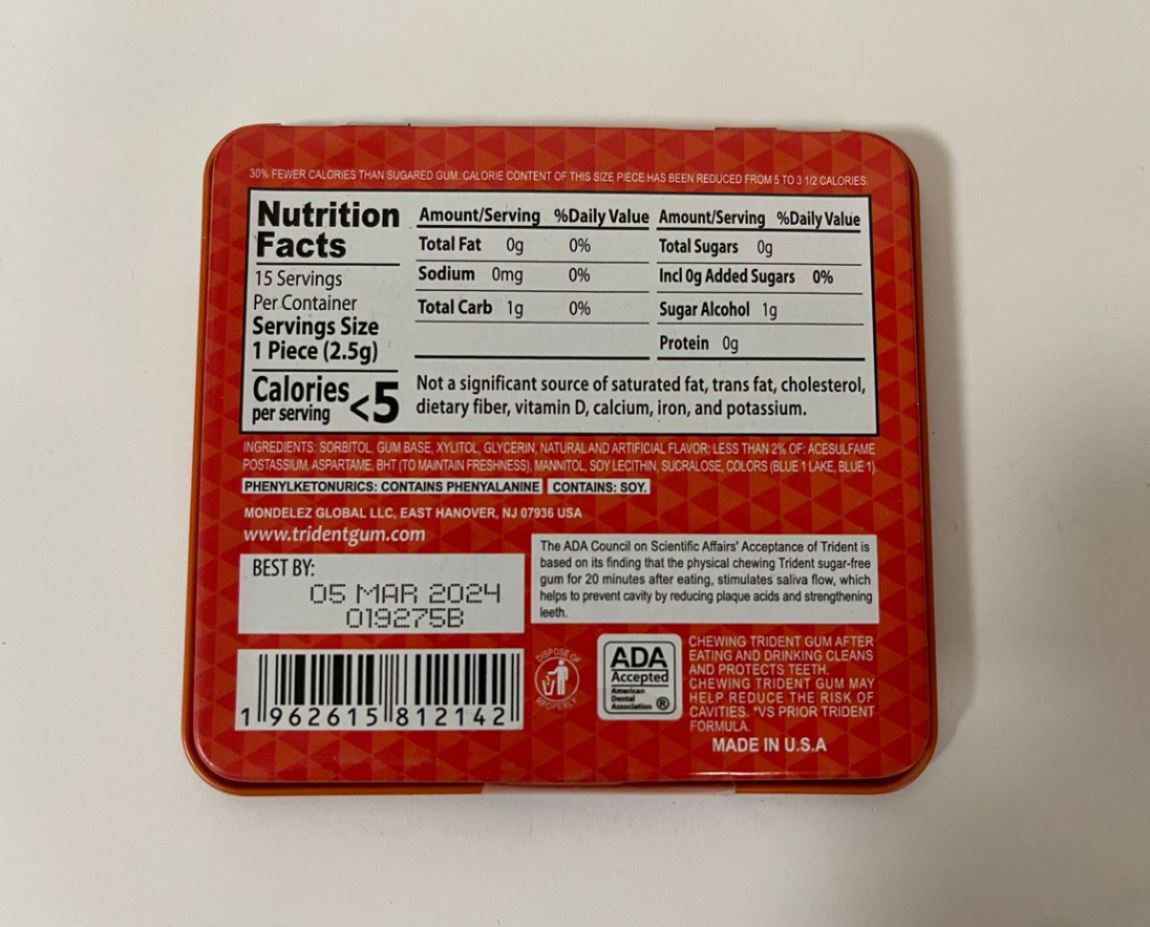 30% FEWER CALORIES THAN SUGARED GUM. CALORIE CONTENT OF THIS SIZE PIECE HAS BEEN REDUCED FROM 5 TO 3 1/2 CALORIES.
Nutrition
Facts
15 Servings
Per Container
Servings Size
1 Piece (2.5g)
Calories
per serving <5
Amount/Serving %Daily Value
Total Fat 0g 0%
Sodium 0mg 0%
Total Carb 1g 0%
Amount/Serving %Daily Value
Total Sugars 0g
Incl 0g Added Sugars 0%
Sugar Alcohol 1g
Protein 0g
Not a significant source of saturated fat, trans fat, cholesterol,
dietary fiber, vitamin D, calcium, iron, and potassium.
INGREDIENTS: SORBITOL, GUM BASE, XYLITOL, GLYCERIN, NATURAL AND ARTIFICIAL FLAVOR; LESS THAN 2% OF: ACESULFAME
POSTASSIUM, ASPARTAME, BHT (TO MAINTAIN FRESHNESS), MANNITOL, SOY LECITHIN, SUCRALOSE, COLORS (BLUE 1 LAKE, BLUE 1).
PHENYLKETONURICS: CONTAINS PHENYALANINE CONTAINS: SOY.
MONDELEZ GLOBAL LLC, EAST HANOVER, NJ 07936 USA
www.tridentgum.com
BEST BY:
05 MAR 2024
019275B
The ADA Council on Scientific Affairs' Acceptance of Trident is
based on its finding that the physical chewing Trident sugar-free
gum for 20 minutes after eating, stimulates saliva flow, which
helps to prevent cavity by reducing plaque acids and strengthening
leeth.
1 962615 812142
DISPOSE OF
PROPERLY
ADA
Accepted
American
Dental
Association ®
CHEWING TRIDENT GUM AFTER
EATING AND DRINKING CLEANS
AND PROTECTS TEETH.
CHEWING TRIDENT GUM MAY
HELP REDUCE THE RISK OF
CAVITIES. *VS PRIOR TRIDENT
FORMULA.
MADE IN U.S.A